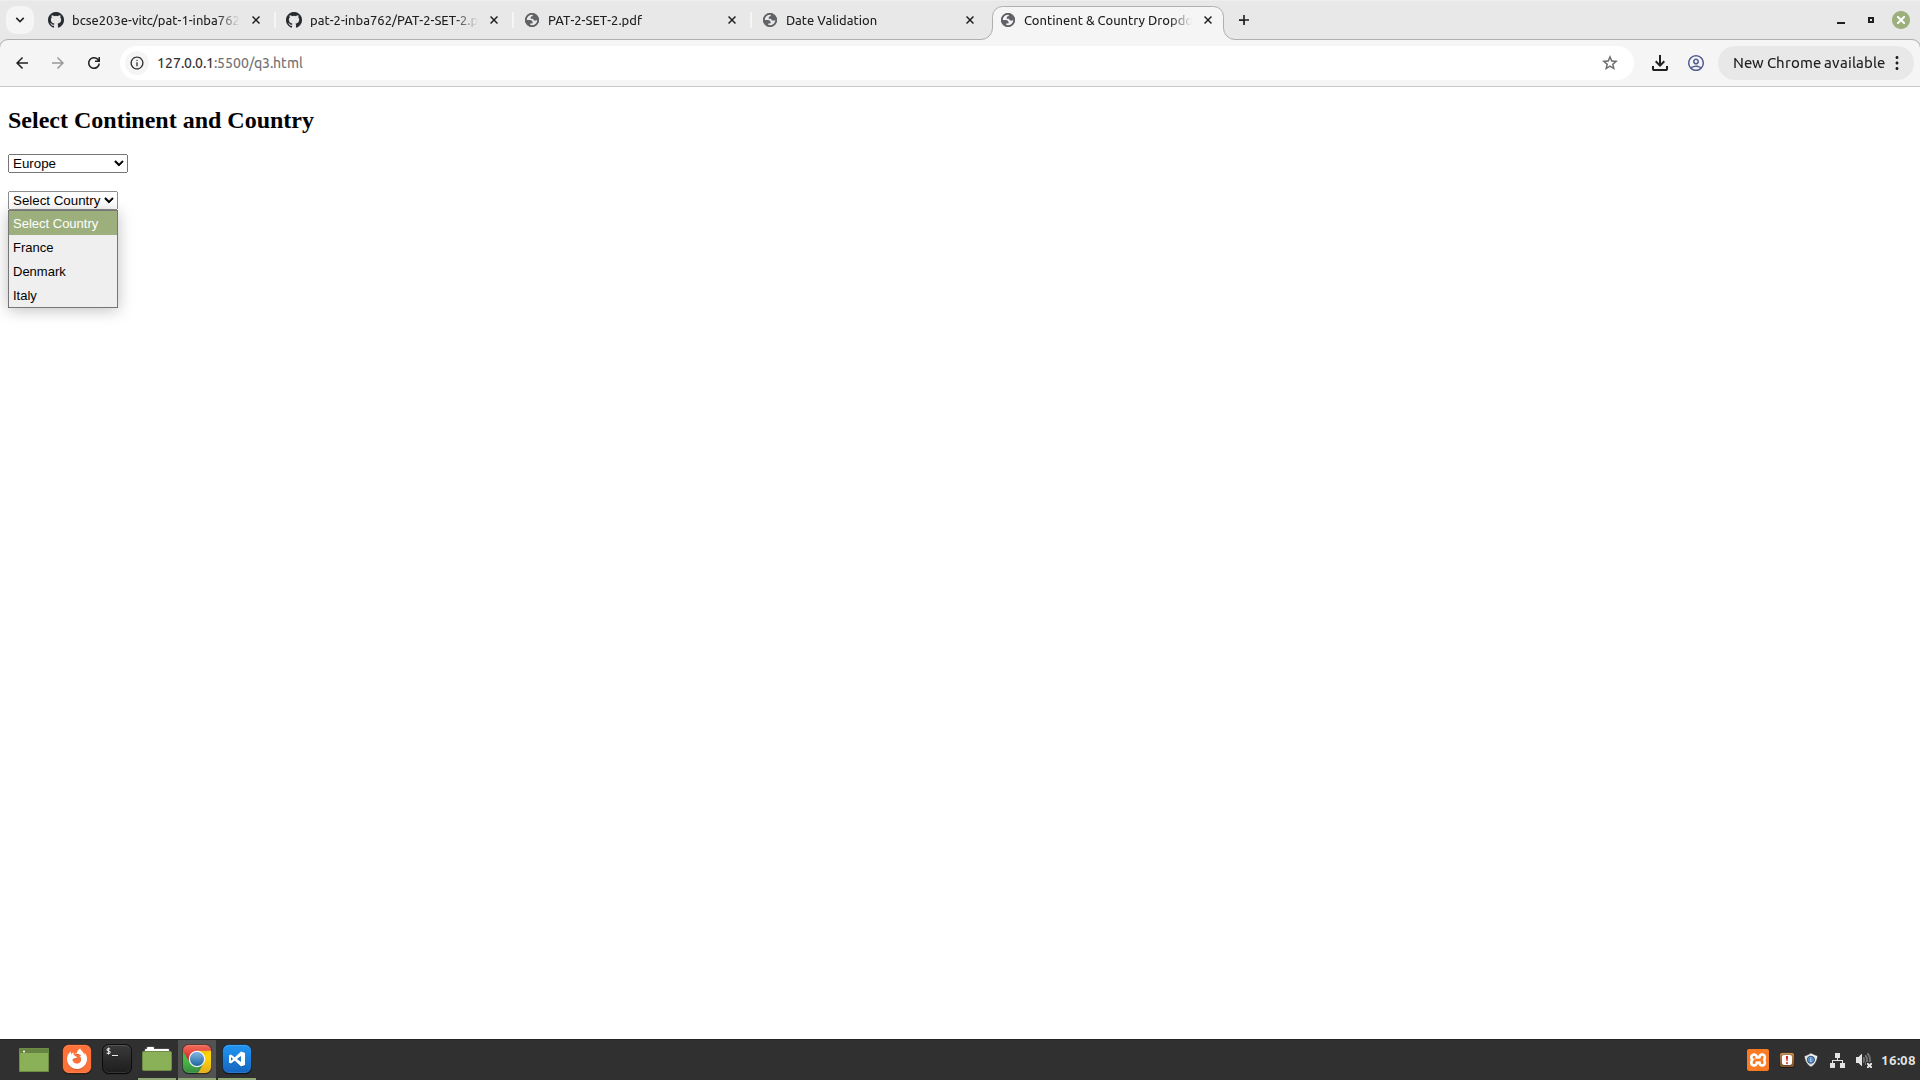 bcse203e-vitc/pat-1-inba762
pat-2-inba762/PAT-2-SET-2.p
PAT-2-SET-2.pdf
Date Validation
Continent & Country Dropdo
127.0.0.1:5500/q3.html
New Chrome available
Select Continent and Country
Europe
Select Country
Select Country
France
Denmark
Italy
$_
16:08